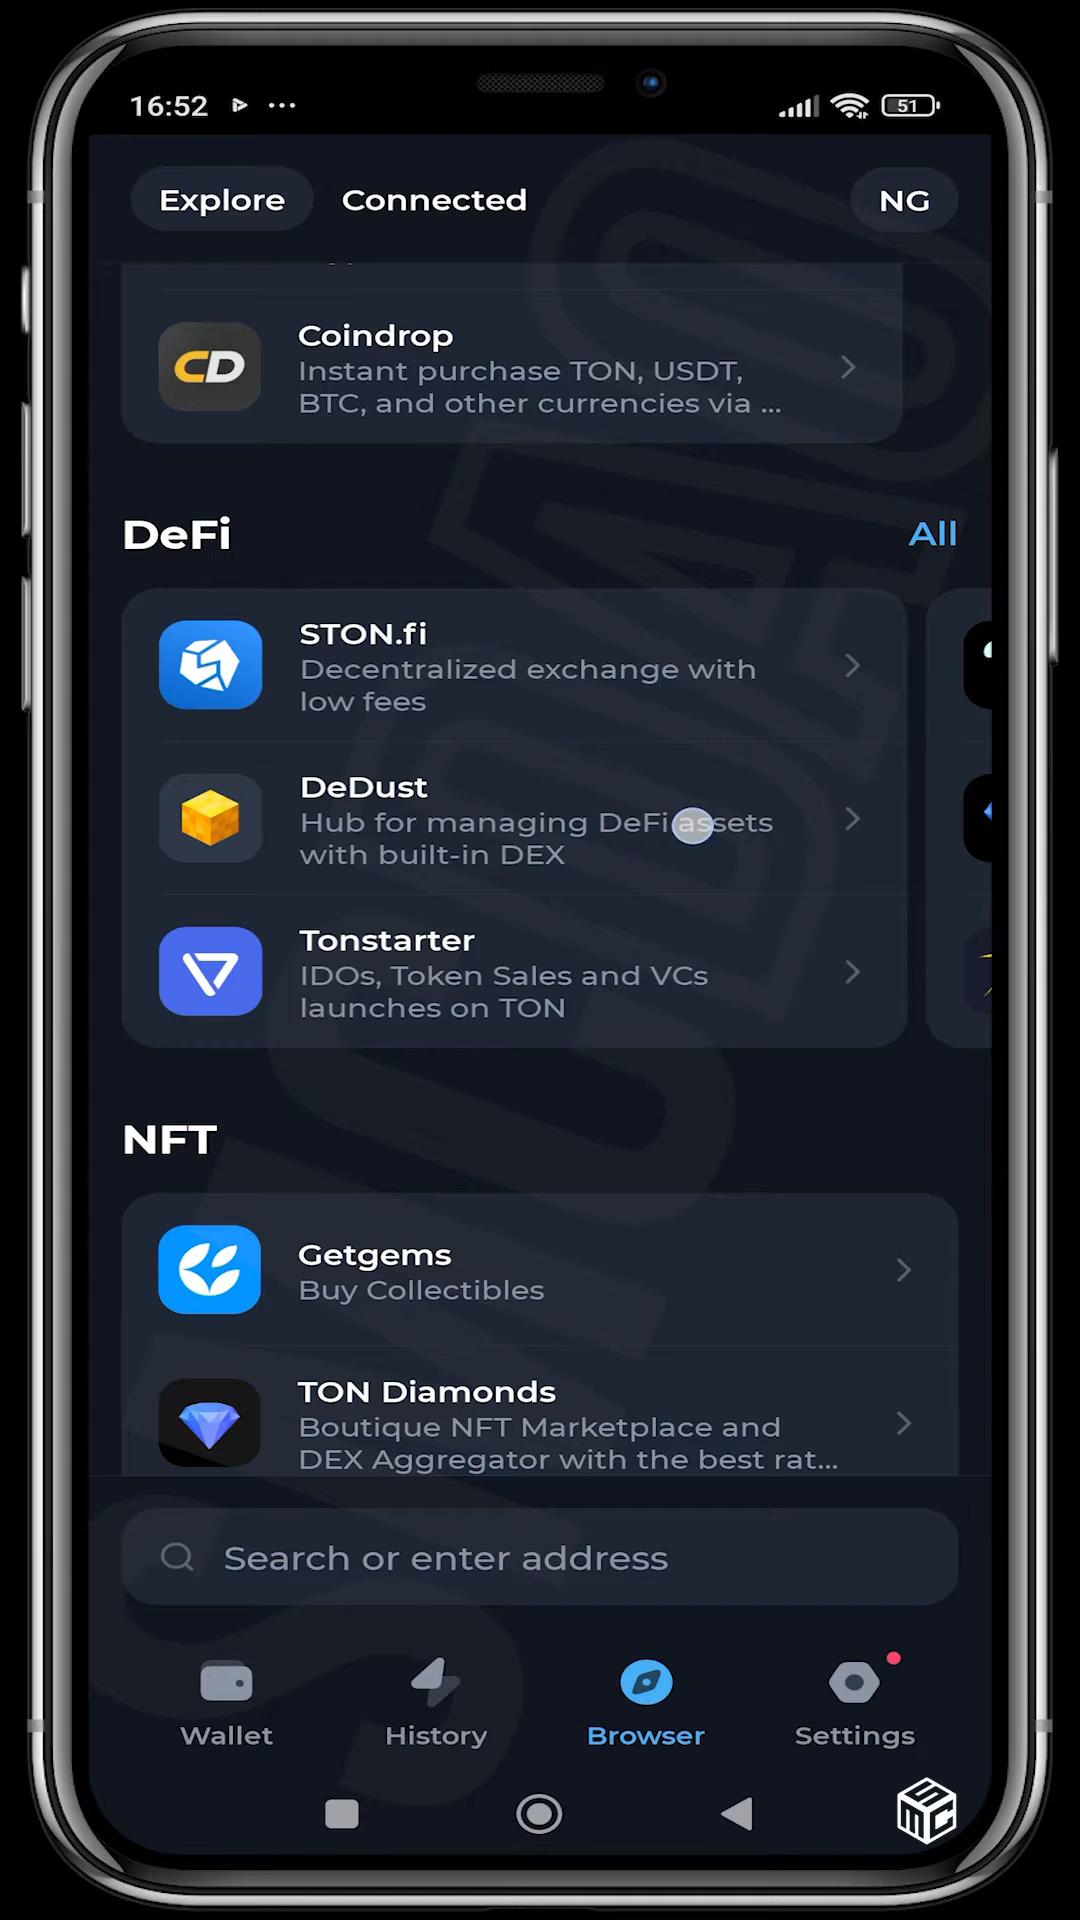 16:52
51
Explore
Connected
NG
Coindrop
CD
Instant purchase TON, USDT,
BTC, and other currencies via ...
DeFi
All
STON.fi
Decentralized exchange with
low fees
DeDust
Hub for managing DeFi assets
with built-in DEX
Tonstarter
IDOs, Token Sales and VCs
launches on TON
NFT
Getgems
Buy Collectibles
TON Diamonds
Boutique NFT Marketplace and
DEX Aggregator with the best rat...
Search or enter address
Wallet
History
Browser
Settings